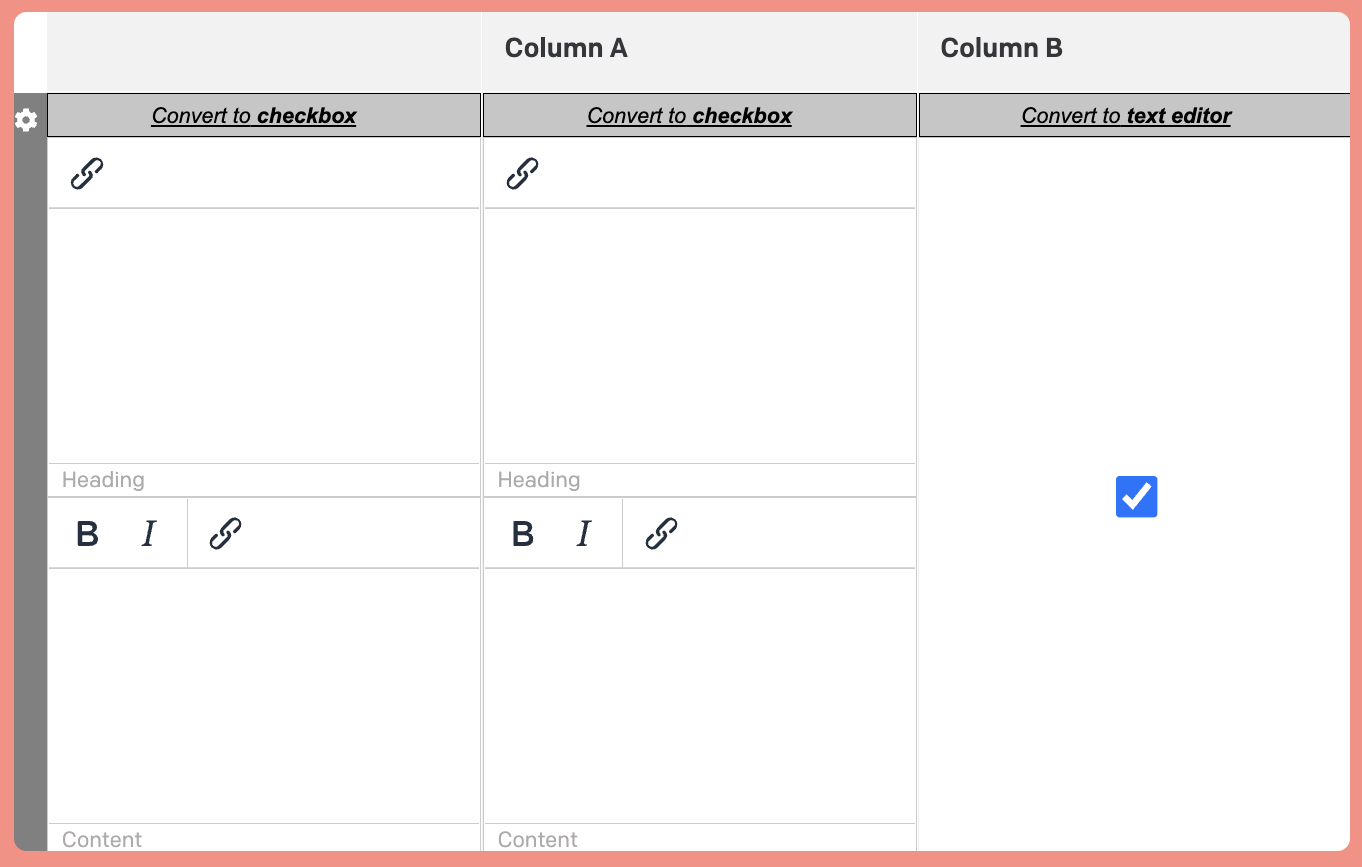 Column A
Column B
Convert to checkbox
Convert to checkbox
Convert to text editor
Heading
Heading
B I
B I
Content
Content